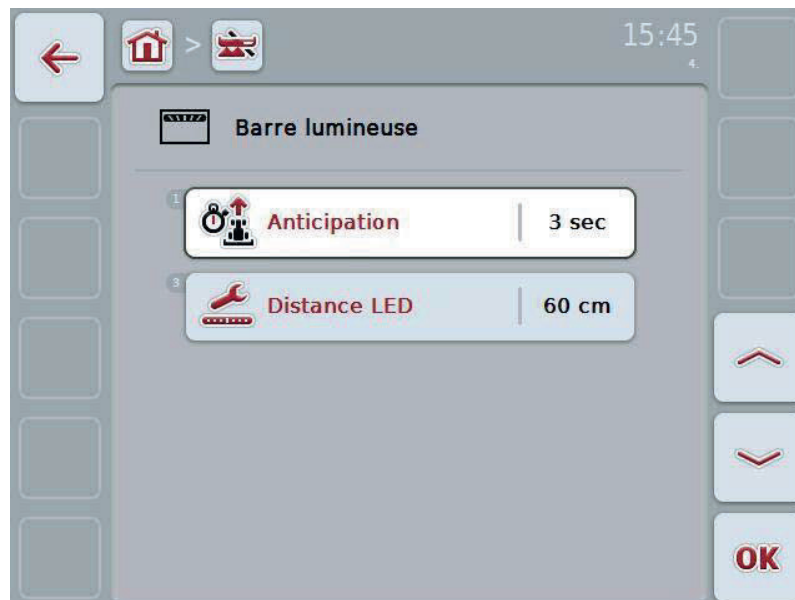 >
15:45
4.
Barre lumineuse
1
Anticipation
3 sec
3
Distance LED
60 cm
OK